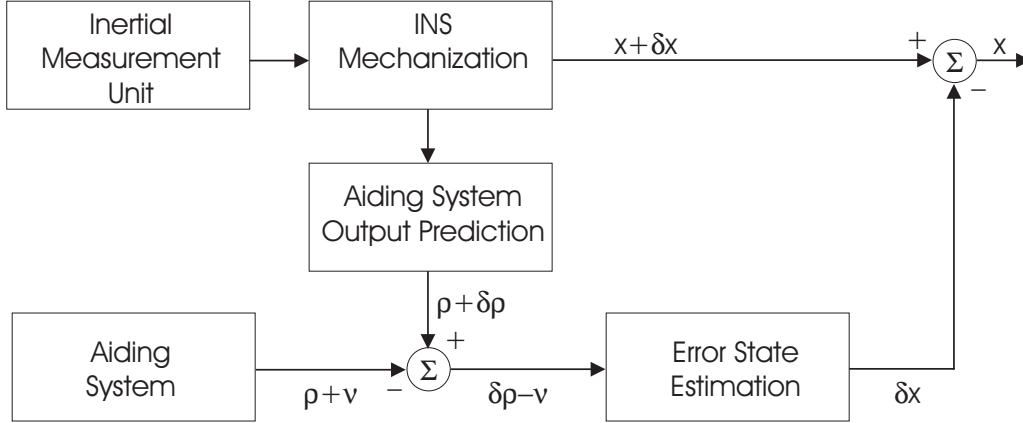 Inertial
Measurement
Unit
INS
Mechanization
x+δx
+
Σ
x
−
Aiding System
Output Prediction
ρ+δρ
Aiding
System
ρ+ν
−
+
Σ
δρ−ν
Error State
Estimation
δx